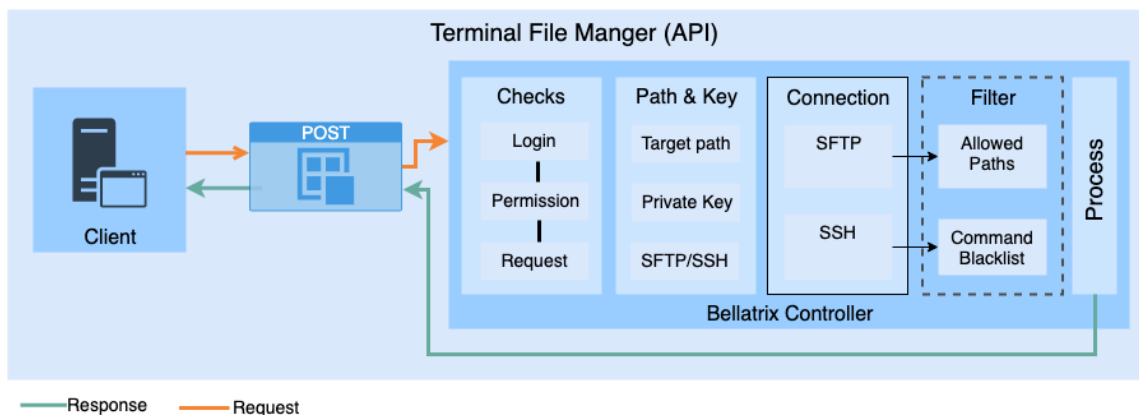 Terminal File Manger (API)
Client
POST
Checks
Login
Permission
Request
Path & Key
Target path
Private Key
SFTP/SSH
Connection
SFTP
SSH
Filter
Allowed
Paths
Command
Blacklist
Process
Bellatrix Controller
Response
Request